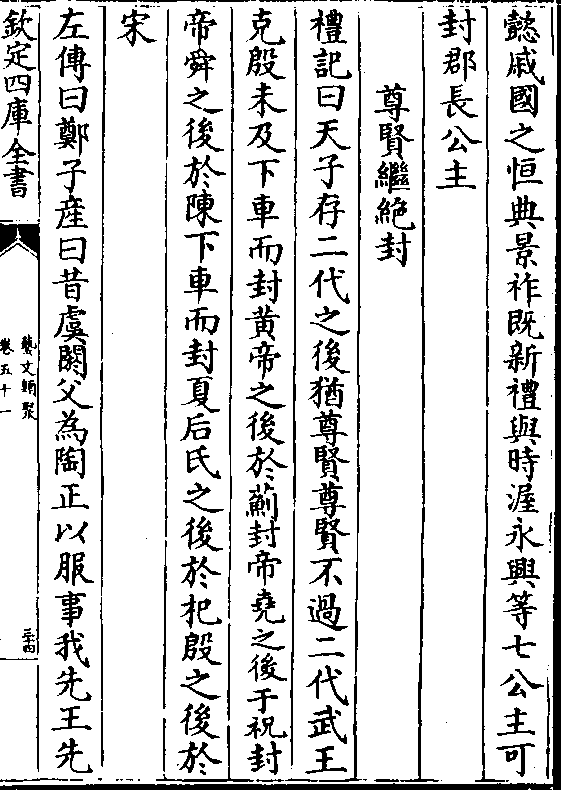 懿戚國之恒典景祚既新禮與時渥永興等七公主可
封郡長公主
尊賢繼絶封
禮記曰天子存二代之後猶尊賢尊賢不過二代武王
克殷未及下車而封黄帝之後於薊封帝堯之後于祝封
帝舜之後於陳下車而封夏后氏之後於把殷之後於
宋
左傳曰鄭子産曰昔虞閼父為陶正以服事我先王先
欽定四庫全書
藝文類聚
卷五十一
三十四